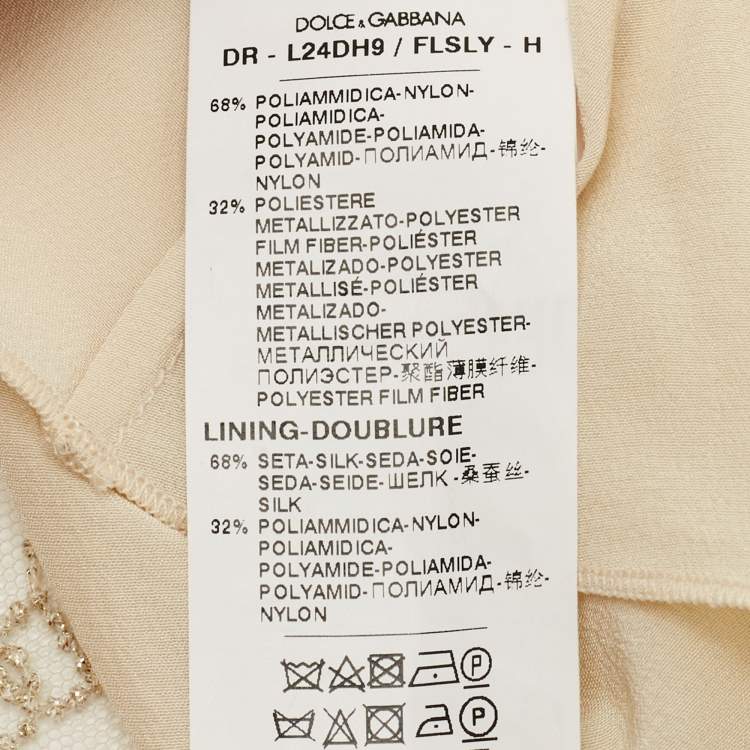 DOLCE & GABBANA
DR - L24DH9 / FLSLY - H
68% POLIAMMIDICA-NYLON-
POLIAMIDICA-
POLYAMIDE-POLIAMIDA-
POLYAMID-ПОЛИАМИД-锦纶-
NYLON
32% POLIESTERE
METALLIZZATO-POLYESTER
FILM FIBER-POLIÉSTER
METALIZADO-POLYESTER
METALLISÉ-POLIÉSTER
METALIZADO-
METALLISCHER POLYESTER-
МЕТАЛЛИЧЕСКИЙ
ПОЛИЭСТЕР-聚酯薄膜纤维-
POLYESTER FILM FIBER
LINING-DOUBLURE
68% SETA-SILK-SEDA-SOIE-
SEDA-SEIDE-ШЕЛК-桑蚕丝-
SILK
32% POLIAMMIDICA-NYLON-
POLIAMIDICA-
POLYAMIDE-POLIAMIDA-
POLYAMID-ПОЛИАМИД-锦纶-
NYLON
P
P